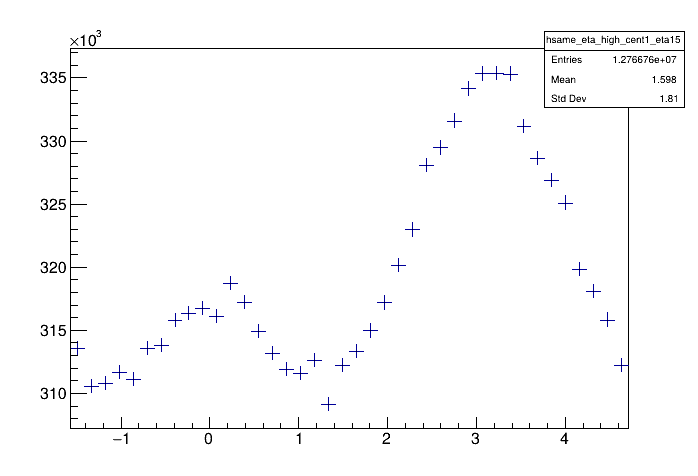 ×10³
hsame_eta_high_cent1_eta15
Entries 1.276676e+07
Mean 1.598
Std Dev 1.81
335
330
325
320
315
310
−1 0 1 2 3 4